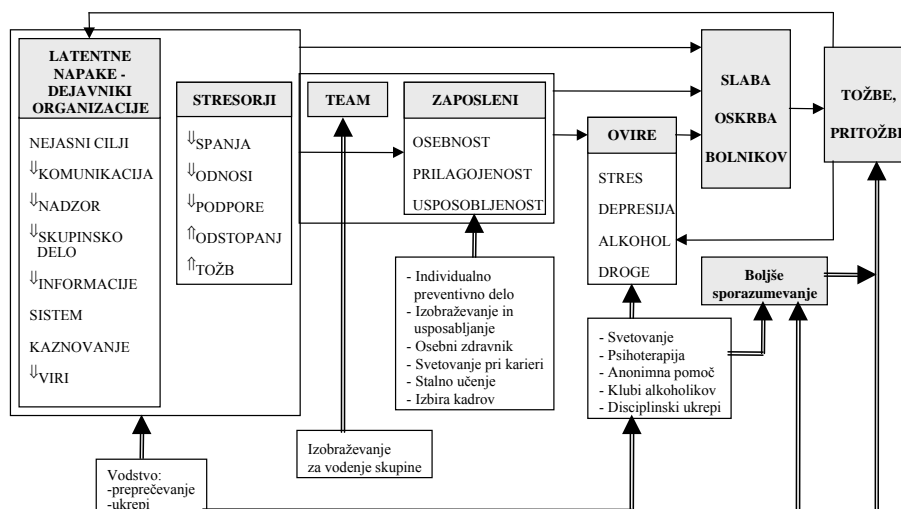 LATENTNE
NAPAKE -
DEJAVNIKI
ORGANIZACIJE
NEJASNI CILJI
⇓KOMUNIKACIJA
⇓NADZOR
⇓SKUPINSKO
DELO
⇓INFORMACIJE
SISTEM
KAZNOVANJE
⇓VIRI
STRESORJI
⇓SPANJA
⇓ODNOSI
⇓PODPORE
⇑ODSTOPANJ
⇑TOŽB
TEAM
ZAPOSLENI
OSEBNOST
PRILAGOJENOST
USPOSOBLJENOST
OVIRE
STRES
DEPRESIJA
ALKOHOL
DROGE
SLABA
OSKRBA
BOLNIKOV
TOŽBE,
PRITOŽBE
- Individualno
preventivno delo
- Izobraževanje in
usposabljanje
- Osebni zdravnik
- Svetovanje pri karieri
- Stalno učenje
- Izbira kadrov
Boljše
sporazumevanje
- Svetovanje
- Psihoterapija
- Anonimna pomoč
- Klubi alkoholikov
- Disciplinski ukrepi
Izobraževanje
za vodenje skupine
Vodstvo:
-preprečevanje
-ukrepi